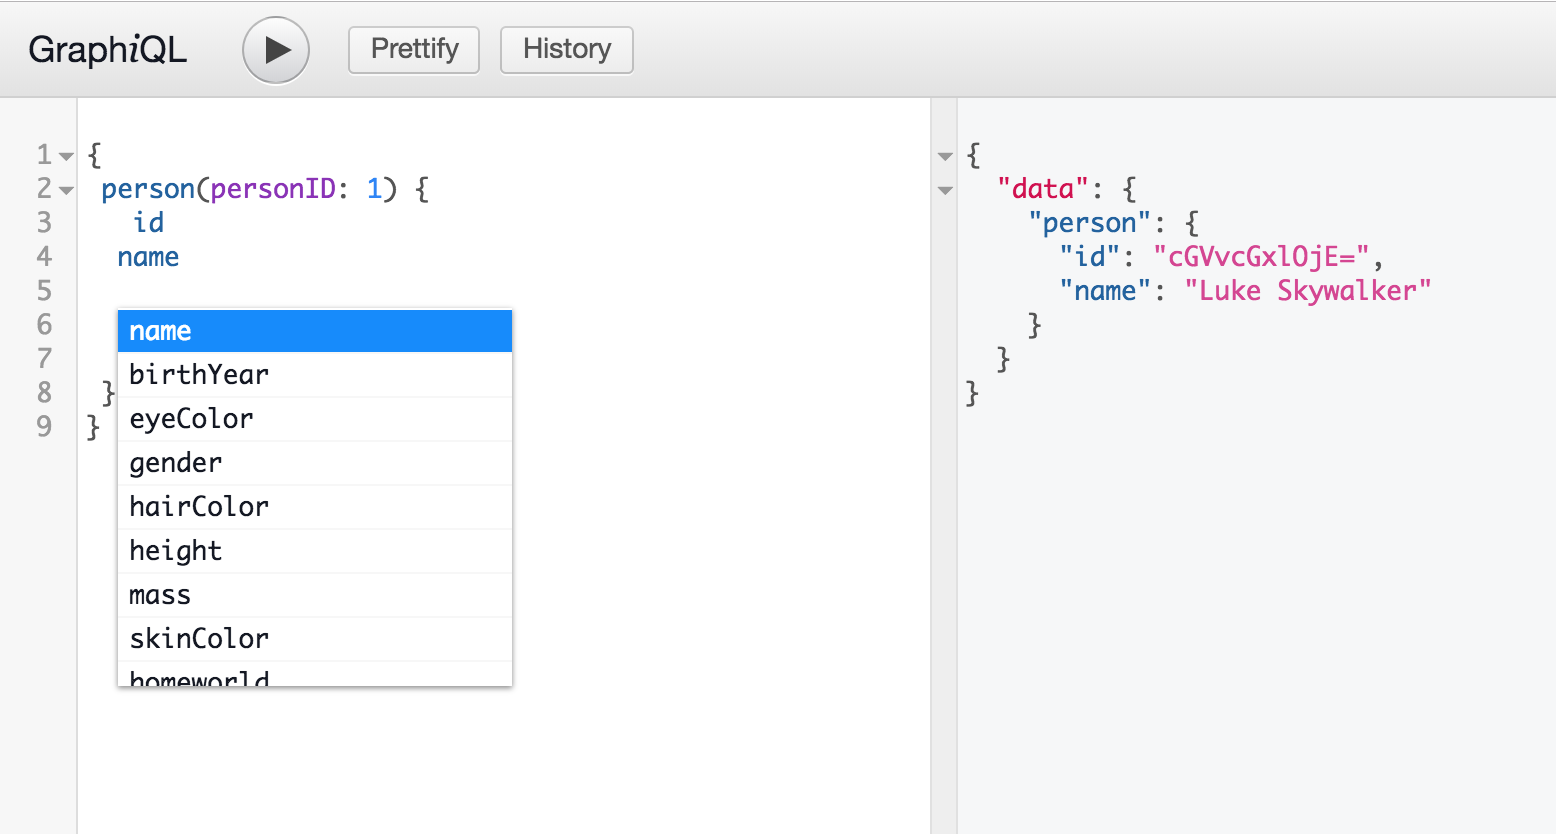 GraphiQL Prettify History
1 {
2 person(personID: 1) {
3 id
4 name
5
6
7
8 }
9 }
name
birthYear
eyeColor
gender
hairColor
height
mass
skinColor
homeworld
{
"data": {
"person": {
"id": "cGVvcGxlOjE=",
"name": "Luke Skywalker"
}
}
}